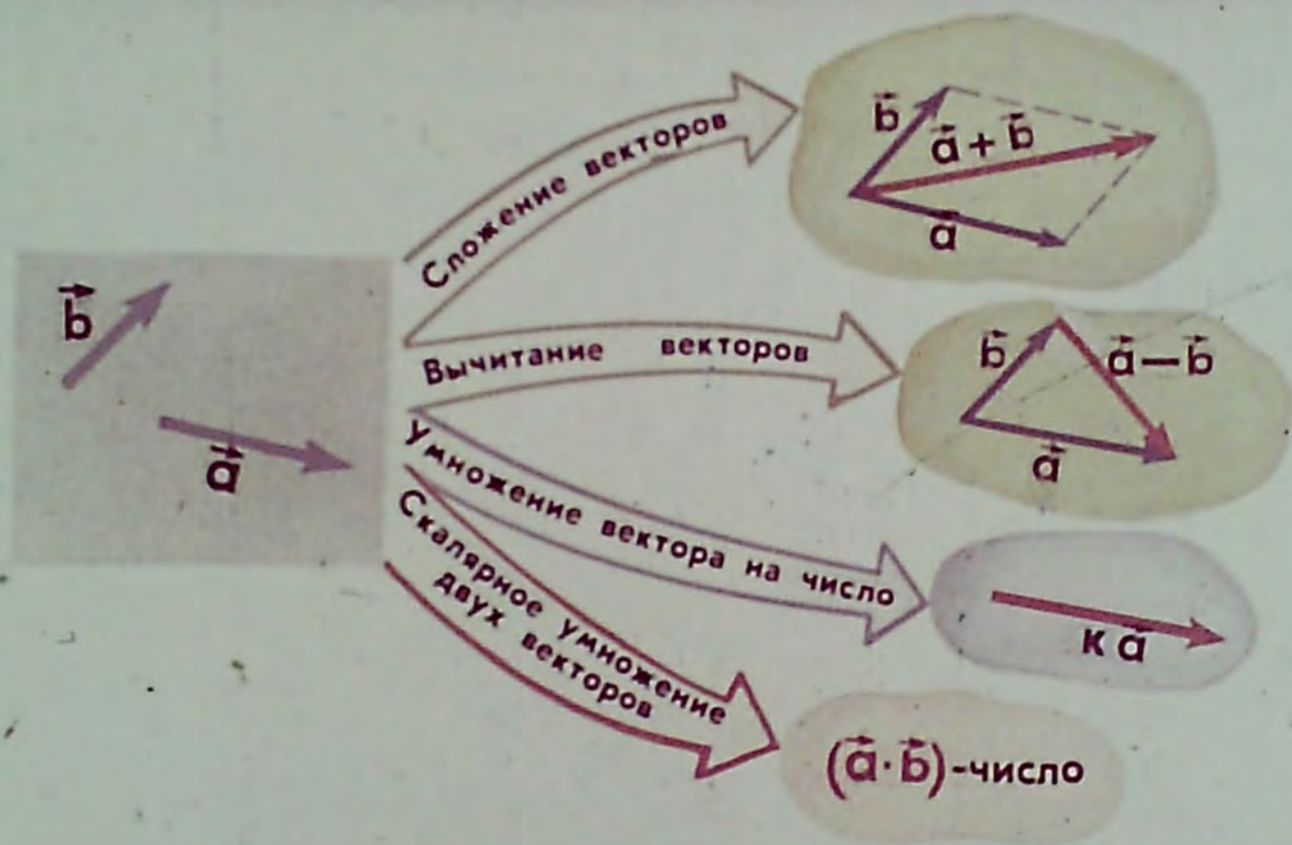 b⃗
a⃗
Сложение векторов
b⃗
a⃗ + b⃗
a⃗
Вычитание векторов
b⃗
a⃗ — b⃗
a⃗
Умножение вектора на число
к a⃗
Скалярное умножение
двух векторов
(a⃗ · b⃗) -число